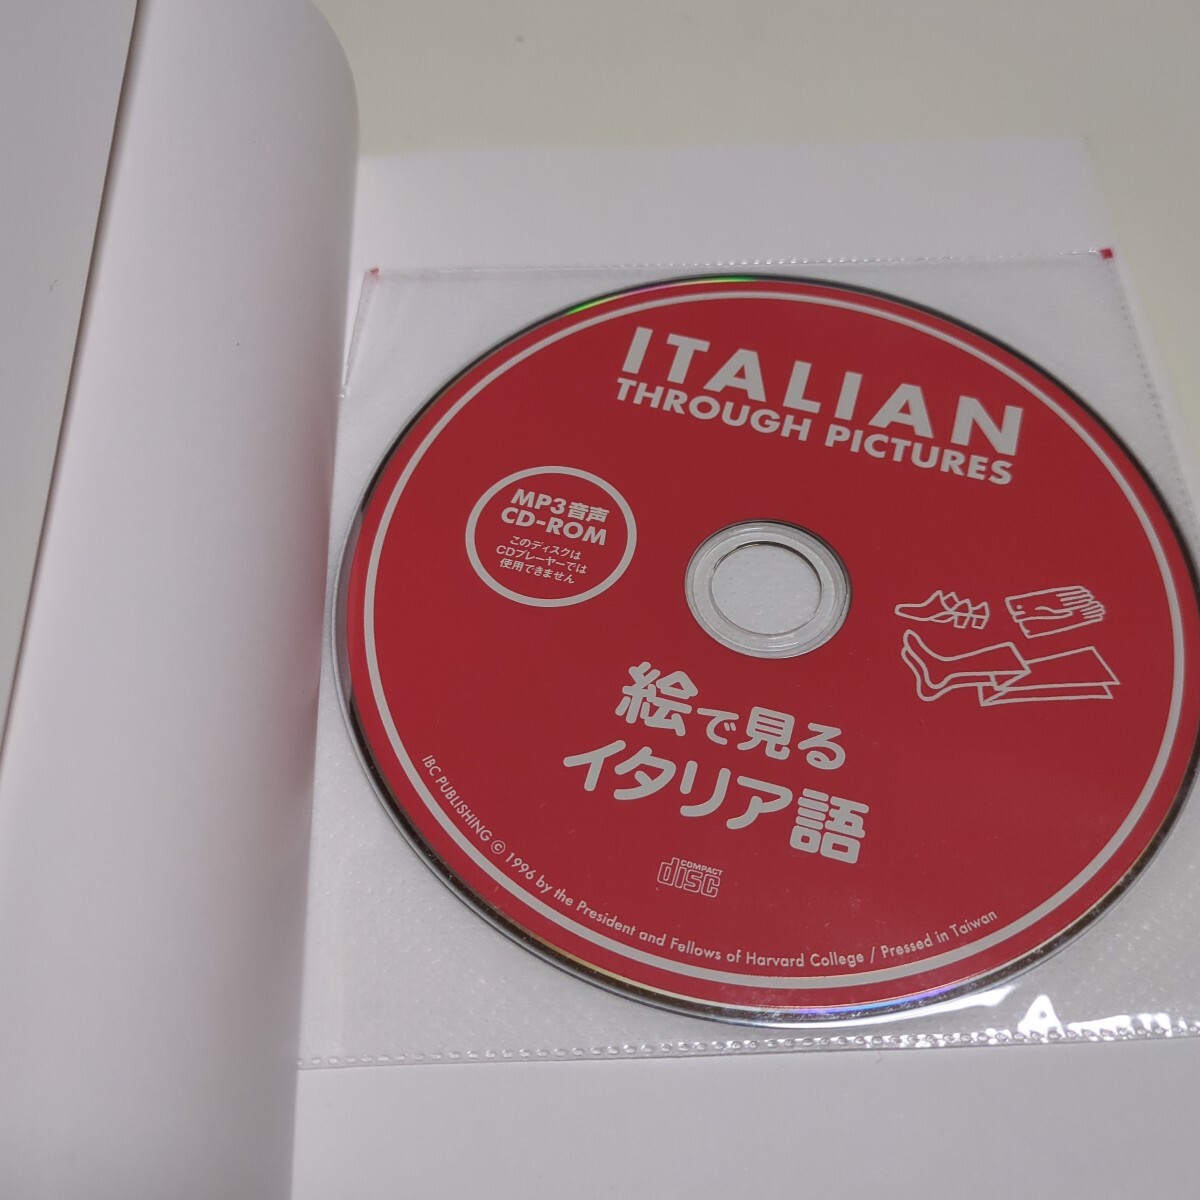 ITALIAN
THROUGH PICTURES
MP3音声
CD-ROM
このディスクは
CDプレーヤーでは
使用できません
絵で見る
イタリア語
COMPACT
disc
IBC PUBLISHING © 1996 by the President and Fellows of Harvard College / Pressed in Taiwan